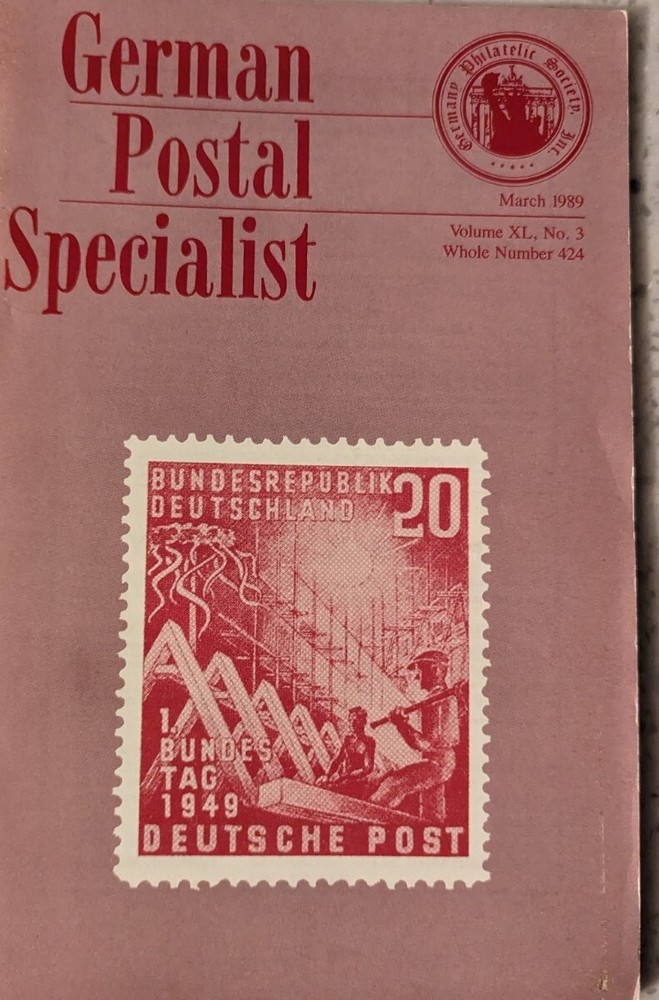 German
Postal
Specialist
Germany Philatelic Society, Inc.
March 1989
Volume XL, No. 3
Whole Number 424
BUNDESREPUBLIK
DEUTSCHLAND
20
1.
BUNDES
TAG
1949
DEUTSCHE POST